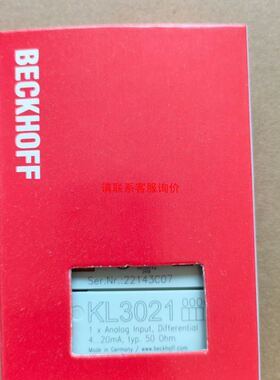 BECKHOFF
请联系客服询价
Ser.Nr.:22143C07
KL3021
1 x Analog Input, Differential
4...20mA, typ. 50 Ohm
Made in Germany / www.beckhoff.com